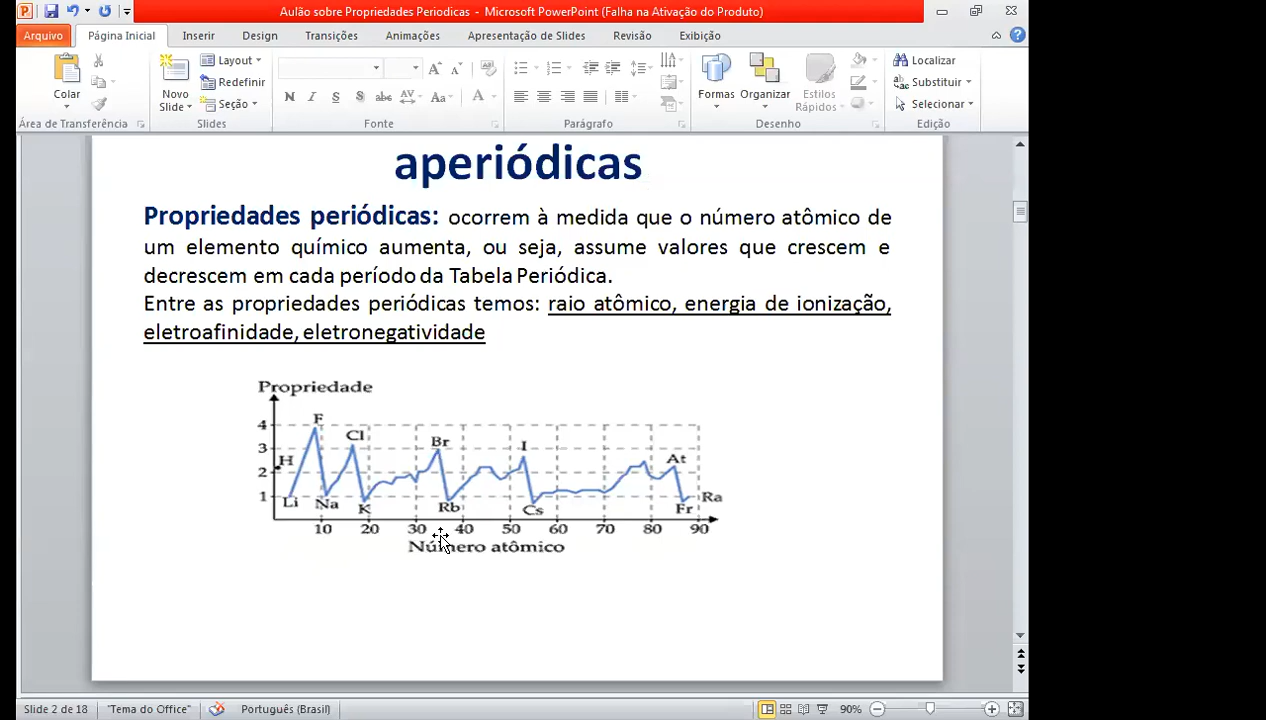 Aulão sobre Propriedades Periodicas - Microsoft PowerPoint (Falha na Ativação do Produto)
Arquivo Página Inicial Inserir Design Transições Animações Apresentação de Slides Revisão Exibição
Colar
Novo Slide
Layout
Redefinir
Seção
N I S S abc AV Aa A
Formas
Organizar
Estilos Rápidos
Localizar
Substituir
Selecionar
Área de Transferência Slides Fonte Parágrafo Desenho Edição
aperiódicas
Propriedades periódicas: ocorrem à medida que o número atômico de
um elemento químico aumenta, ou seja, assume valores que crescem e
decrescem em cada período da Tabela Periódica.
Entre as propriedades periódicas temos: raio atômico, energia de ionização,
eletroafinidade, eletronegatividade
Propriedade
F
4 Cl Br I
3
H At
2
1 Li Na K Rb Cs Fr Ra
10 20 30 40 50 60 70 80 90
Número atômico
Slide 2 de 18 "Tema do Office" Português (Brasil) 90%